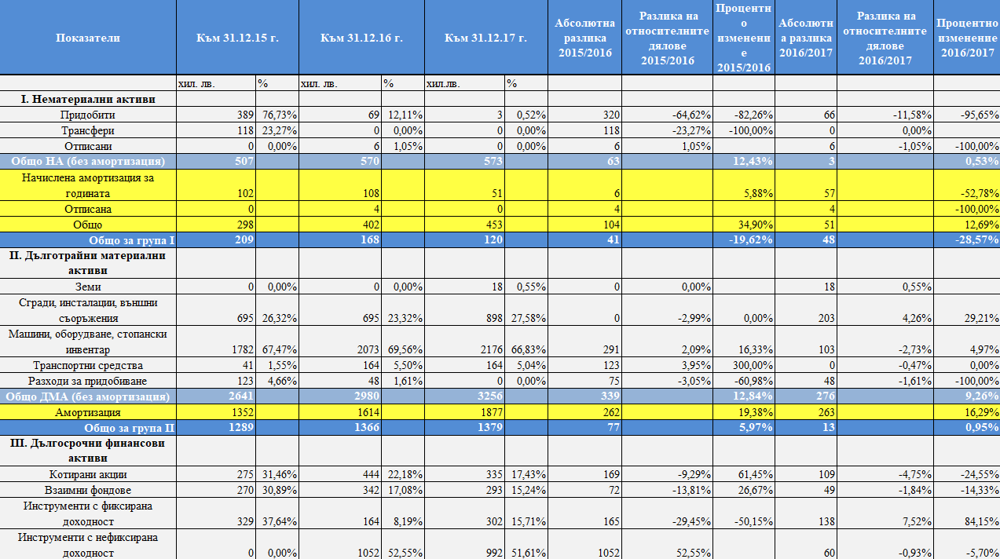 Показатели Към 31.12.15 г. Към 31.12.16 г. Към 31.12.17 г. Абсолютна разлика 2015/2016 Разлика на относителните дялове 2015/2016 Процентно изменение 2015/2016 Абсолютна разлика 2016/2017 Разлика на относителните дялове 2016/2017 Процентно изменение 2016/2017
хил. лв. % хил. лв. % хил.лв. %
I. Нематериални активи
Придобити 389 76,73% 69 12,11% 3 0,52% 320 -64,62% -82,26% 66 -11,58% -95,65%
Трансфери 118 23,27% 0 0,00% 0 0,00% 118 -23,27% -100,00% 0 0,00%
Отписани 0 0,00% 6 1,05% 0 0,00% 6 1,05% 6 -1,05% -100,00%
Общо НА (без амортизация) 507 570 573 63 12,43% 3 0,53%
Начислена амортизация за
годината 102 108 51 6 5,88% 57 -52,78%
Отписана 0 4 0 4 4 -100,00%
Общо 298 402 453 104 34,90% 51 12,69%
Общо за група I 209 168 120 41 -19,62% 48 -28,57%
II. Дълготрайни материални
активи
Земи 0 0,00% 0 0,00% 18 0,55% 0 0,00% 18 0,55%
Сгради, инсталации, външни
съоръжения 695 26,32% 695 23,32% 898 27,58% 0 -2,99% 0,00% 203 4,26% 29,21%
Машини, оборудване, стопански
инвентар 1782 67,47% 2073 69,56% 2176 66,83% 291 2,09% 16,33% 103 -2,73% 4,97%
Транспортни средства 41 1,55% 164 5,50% 164 5,04% 123 3,95% 300,00% 0 -0,47% 0,00%
Разходи за придобиване 123 4,66% 48 1,61% 0 0,00% 75 -3,05% -60,98% 48 -1,61% -100,00%
Общо ДМА (без амортизация) 2641 2980 3256 339 12,84% 276 9,26%
Амортизация 1352 1614 1877 262 19,38% 263 16,29%
Общо за група II 1289 1366 1379 77 5,97% 13 0,95%
III. Дългосрочни финансови
активи
Котирани акции 275 31,46% 444 22,18% 335 17,43% 169 -9,29% 61,45% 109 -4,75% -24,55%
Взаимни фондове 270 30,89% 342 17,08% 293 15,24% 72 -13,81% 26,67% 49 -1,84% -14,33%
Инструменти с фиксирана
доходност 329 37,64% 164 8,19% 302 15,71% 165 -29,45% -50,15% 138 7,52% 84,15%
Инструменти с нефиксирана
доходност 0 0,00% 1052 52,55% 992 51,61% 1052 52,55% 60 -0,93% -5,70%